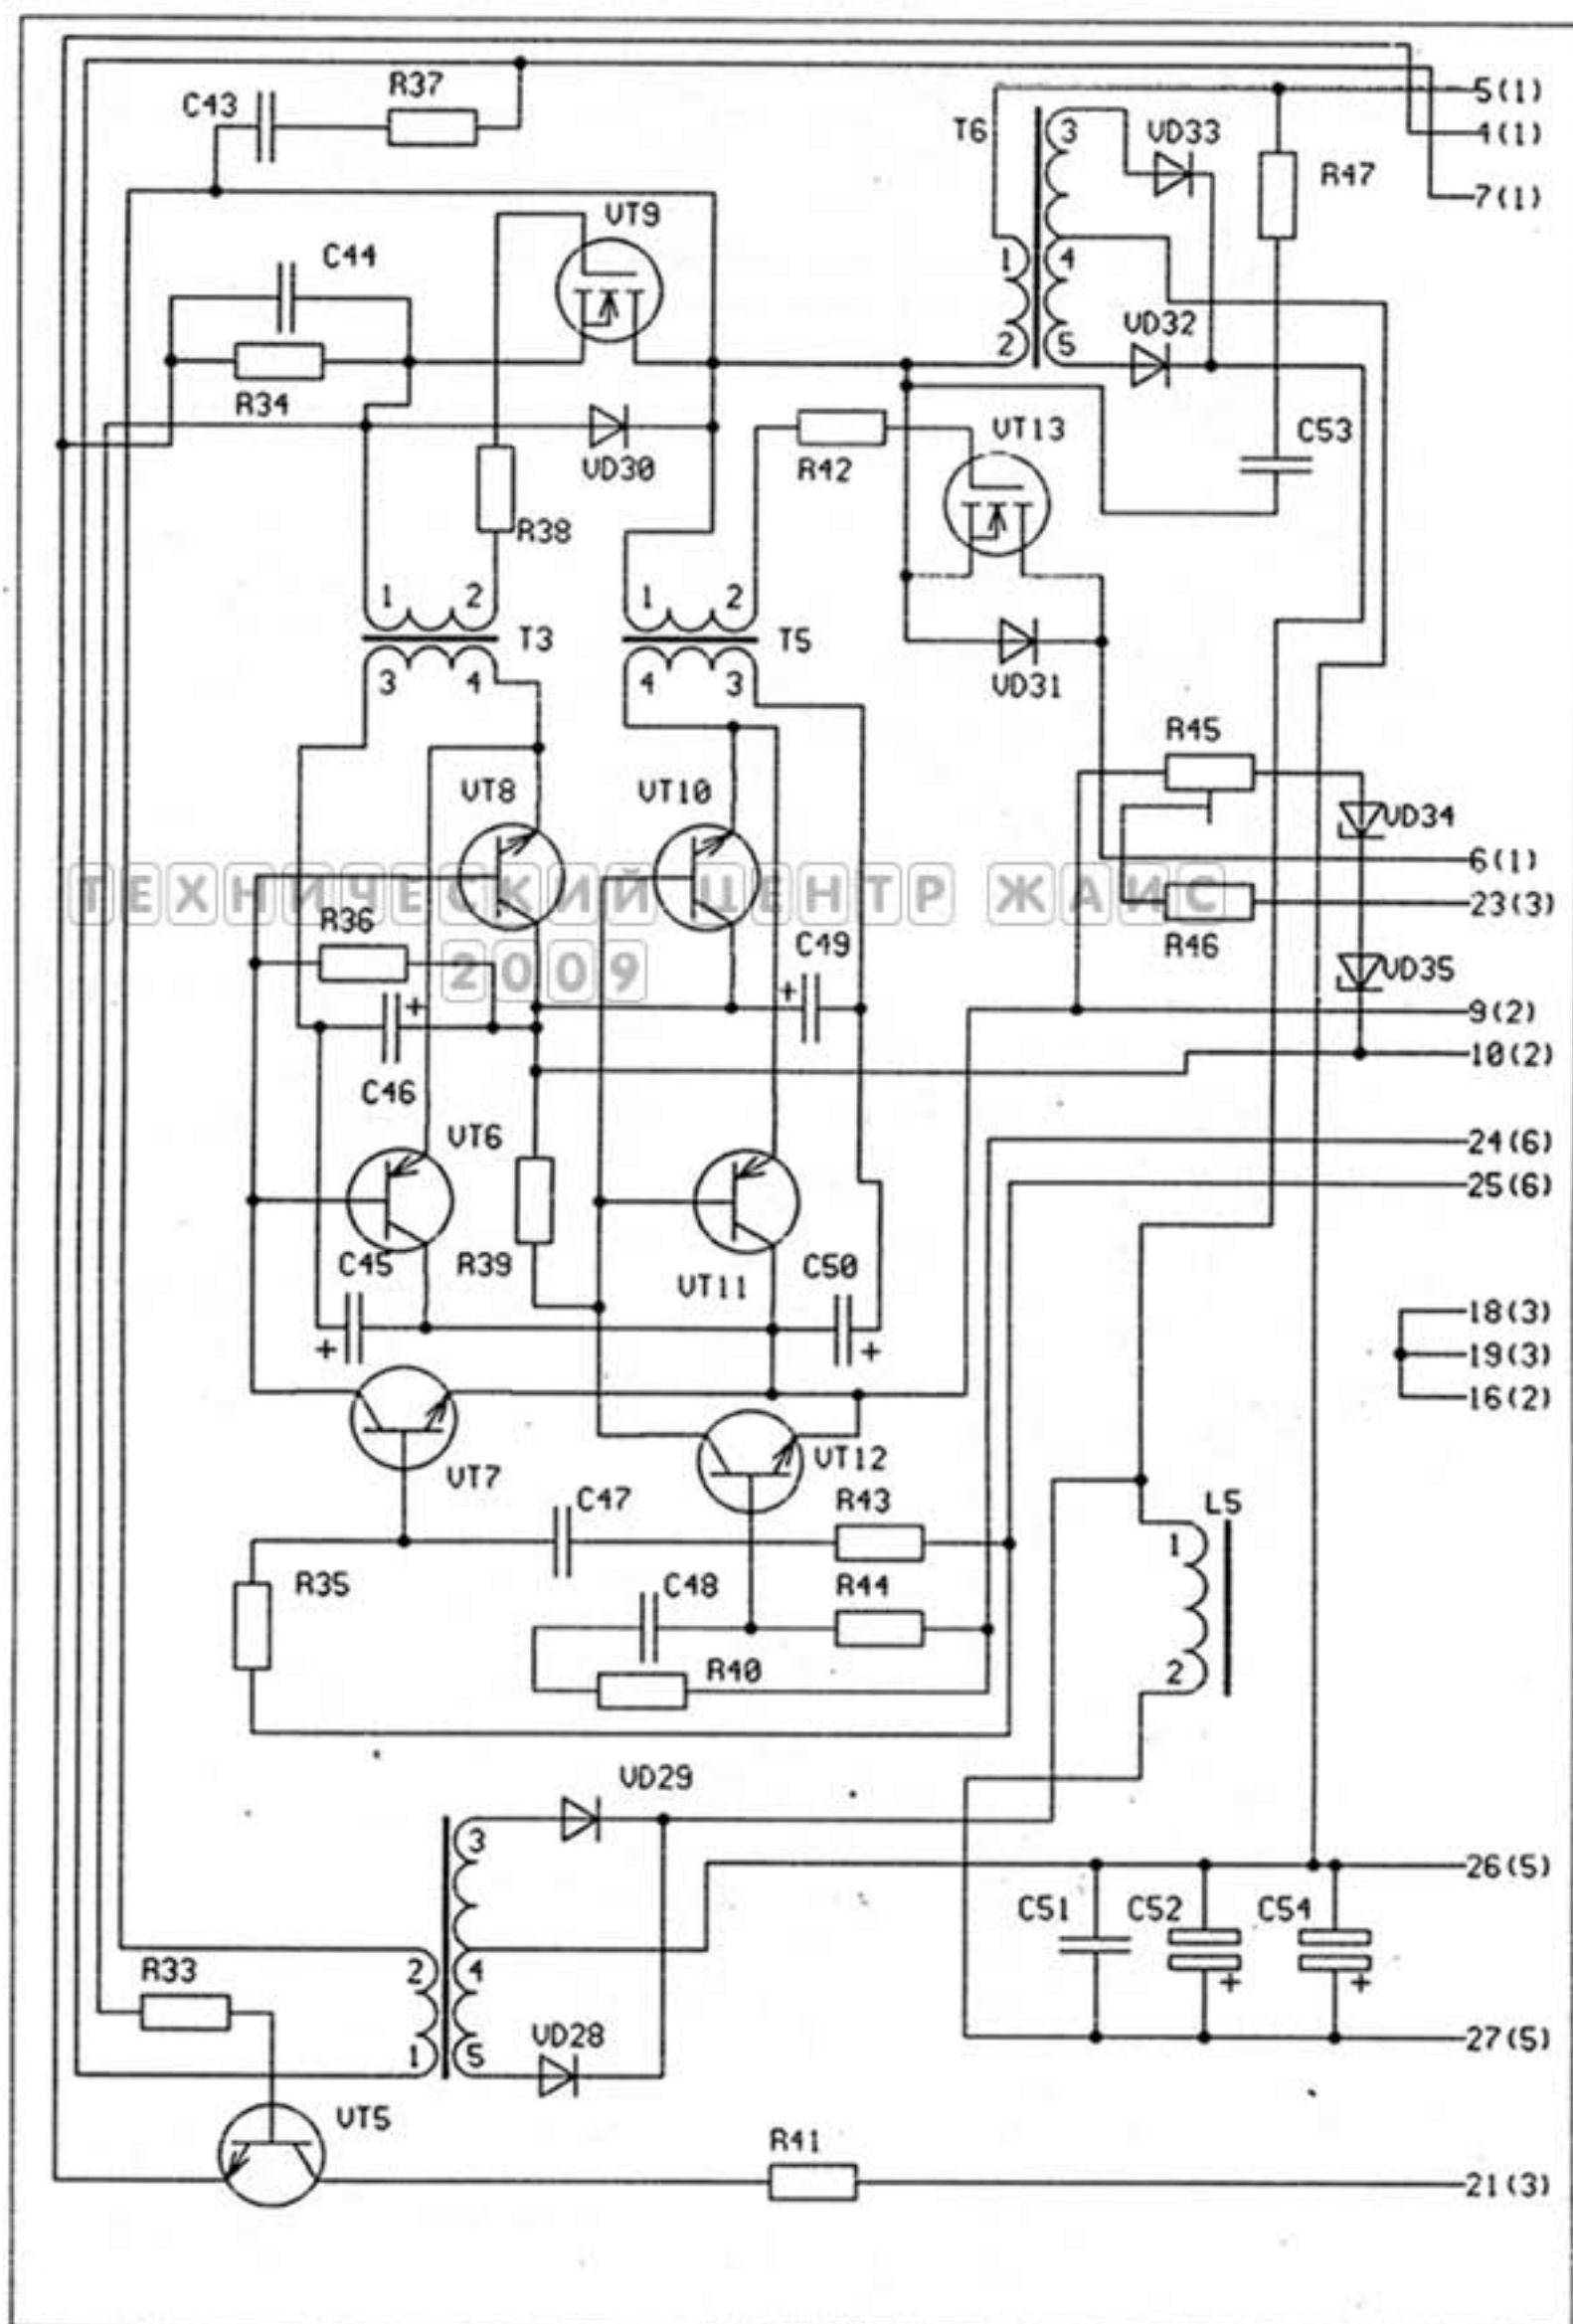 R37
C43
5(1)
T6
3
VD33
4(1)
R47
7(1)
VT9
C44
1
4
VD32
2
5
R34
VD30
R42
VT13
C53
R38
1
2
T3
1
2
T5
3
4
4
3
VD31
R45
VT8
VT10
VD34
6(1)
ТЕХНИЧЕСКИЙ ЦЕНТР ЖАИС
23(3)
R36
C49
R46
2009
+
+
VD35
9(2)
10(2)
C46
VT6
24(6)
25(6)
C45
R39
VT11
C50
18(3)
+
+
19(3)
16(2)
VT7
VT12
C47
R43
L5
1
R35
C48
R44
R40
2
VD29
3
26(5)
C51
C52
C54
R33
2
4
+
+
VD28
27(5)
1
5
VT5
R41
21(3)